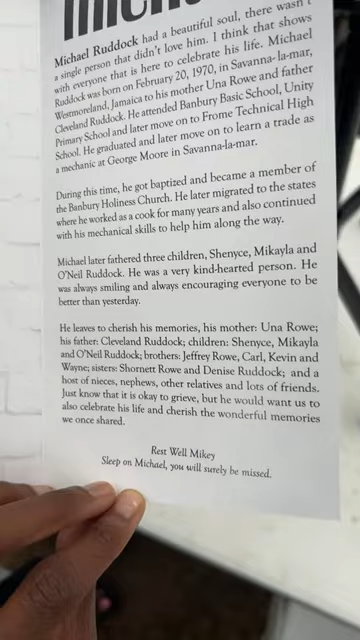 Michael Ruddock had a beautiful soul, there wasn't
a single person that didn't love him. I think that shows
with everyone that is here to celebrate his life. Michael
Ruddock was born on February 20, 1970, in Savanna-la-mar,
Westmoreland, Jamaica to his mother Una Rowe and father
Cleveland Ruddock. He attended Banbury Basic School, Unity
Primary School and later move on to Frome Technical High
School. He graduated and later move on to learn a trade as
a mechanic at George Moore in Savanna-la-mar.
During this time, he got baptized and became a member of
the Banbury Holiness Church. He later migrated to the states
where he worked as a cook for many years and also continued
with his mechanical skills to help him along the way.
Michael later fathered three children, Shenyce, Mikayla and
O'Neil Ruddock. He was a very kind-hearted person. He
was always smiling and always encouraging everyone to be
better than yesterday.
He leaves to cherish his memories, his mother: Una Rowe;
his father: Cleveland Ruddock; children: Shenyce, Mikayla
and O'Neil Ruddock; brothers: Jeffrey Rowe, Carl, Kevin and
Wayne; sisters: Shornett Rowe and Denise Ruddock; and a
host of nieces, nephews, other relatives and lots of friends.
Just know that it is okay to grieve, but he would want us to
also celebrate his life and cherish the wonderful memories
we once shared.
Rest Well Mikey
Sleep on Michael, you will surely be missed.